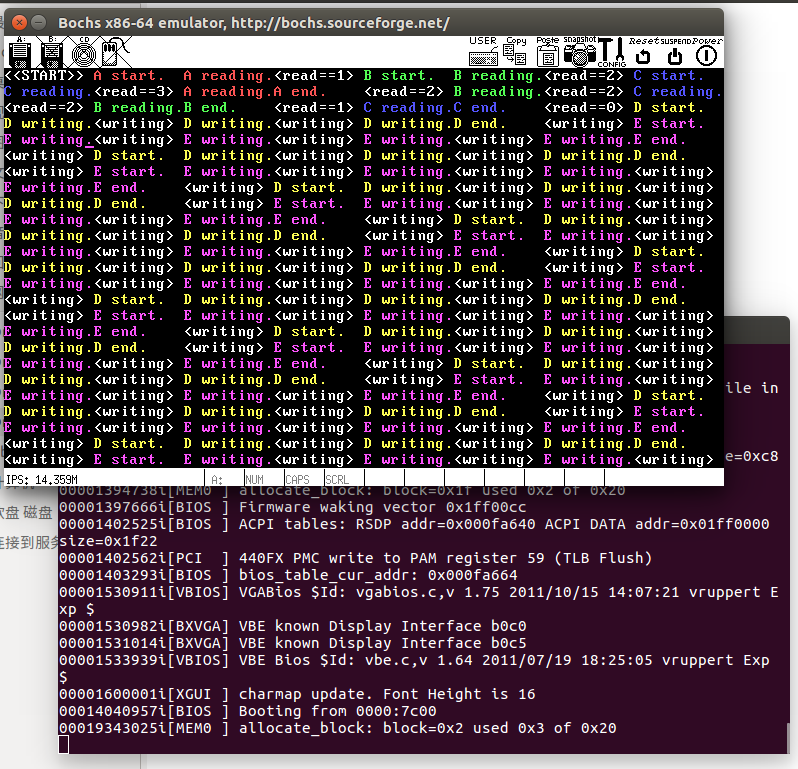 Bochs x86-64 emulator, http://bochs.sourceforge.net/
A: B: CD USER Copy Paste snapshot CONFIG Reset SUSPEND Power
<<START>> A start.  A reading.<read==1> B start.  B reading.<read==2> C start.
C reading.<read==3> A reading.A end.    <read==2> B reading.<read==2> C reading.
<read==2> B reading.B end.    <read==1> C reading.C end.    <read==0> D start.
D writing.<writing> D writing.<writing> D writing.D end.    <writing> E start.
E writing.<writing> E writing.<writing> E writing.<writing> E writing.E end.
<writing> D start.  D writing.<writing> D writing.<writing> D writing.D end.
<writing> E start.  E writing.<writing> E writing.<writing> E writing.<writing>
E writing.E end.    <writing> D start.  D writing.<writing> D writing.<writing>
D writing.D end.    <writing> E start.  E writing.<writing> E writing.<writing>
E writing.<writing> E writing.E end.    <writing> D start.  D writing.<writing>
D writing.<writing> D writing.D end.    <writing> E start.  E writing.<writing>
E writing.<writing> E writing.<writing> E writing.E end.    <writing> D start.
D writing.<writing> D writing.<writing> D writing.D end.    <writing> E start.
E writing.<writing> E writing.<writing> E writing.<writing> E writing.E end.
<writing> D start.  D writing.<writing> D writing.<writing> D writing.D end.
<writing> E start.  E writing.<writing> E writing.<writing> E writing.<writing>
E writing.E end.    <writing> D start.  D writing.<writing> D writing.<writing>
D writing.D end.    <writing> E start.  E writing.<writing> E writing.<writing>
E writing.<writing> E writing.E end.    <writing> D start.  D writing.<writing>
D writing.<writing> D writing.D end.    <writing> E start.  E writing.<writing>
E writing.<writing> E writing.<writing> E writing.E end.    <writing> D start.
D writing.<writing> D writing.<writing> D writing.D end.    <writing> E start.
E writing.<writing> E writing.<writing> E writing.<writing> E writing.E end.
<writing> D start.  D writing.<writing> D writing.<writing> D writing.D end.
<writing> E start.  E writing.<writing> E writing.<writing> E writing.<writing>
IPS: 14.359M A: NUM CAPS SCRL
ile in
e=0xc8
00001394738i[MEM0 ] allocate_block: block=0x1f used 0x2 of 0x20
00001397666i[BIOS ] Firmware waking vector 0x1ff00cc
00001402525i[BIOS ] ACPI tables: RSDP addr=0x000fa640 ACPI DATA addr=0x01ff0000
size=0x1f22
00001402562i[PCI  ] 440FX PMC write to PAM register 59 (TLB Flush)
00001403293i[BIOS ] bios_table_cur_addr: 0x000fa664
00001530911i[VBIOS] VGABios $Id: vgabios.c,v 1.75 2011/10/15 14:07:21 vruppert E
xp $
00001530982i[BXVGA] VBE known Display Interface b0c0
00001531014i[BXVGA] VBE known Display Interface b0c5
00001533939i[VBIOS] VBE Bios $Id: vbe.c,v 1.64 2011/07/19 18:25:05 vruppert Exp
$
00001600001i[XGUI ] charmap update. Font Height is 16
00014040957i[BIOS ] Booting from 0000:7c00
00019343025i[MEM0 ] allocate_block: block=0x2 used 0x3 of 0x20
盘 磁盘
连接到服务